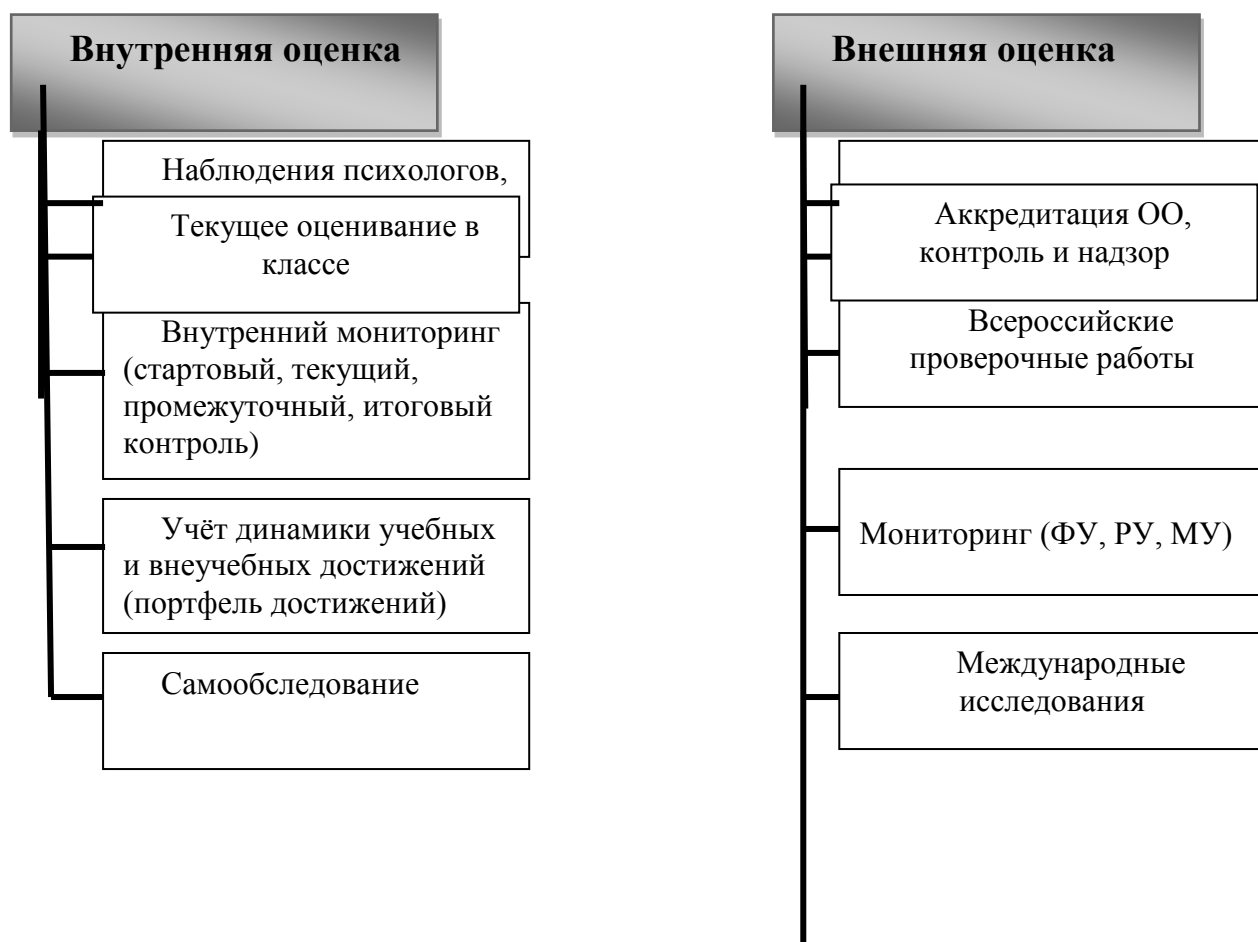 Внутренняя оценка
Наблюдения психологов,
Текущее оценивание в
классе
Внутренний мониторинг
(стартовый, текущий,
промежуточный, итоговый
контроль)
Учёт динамики учебных
и внеучебных достижений
(портфель достижений)
Самообследование
Внешняя оценка
Аккредитация ОО,
контроль и надзор
Всероссийские
проверочные работы
Мониторинг (ФУ, РУ, МУ)
Международные
исследования